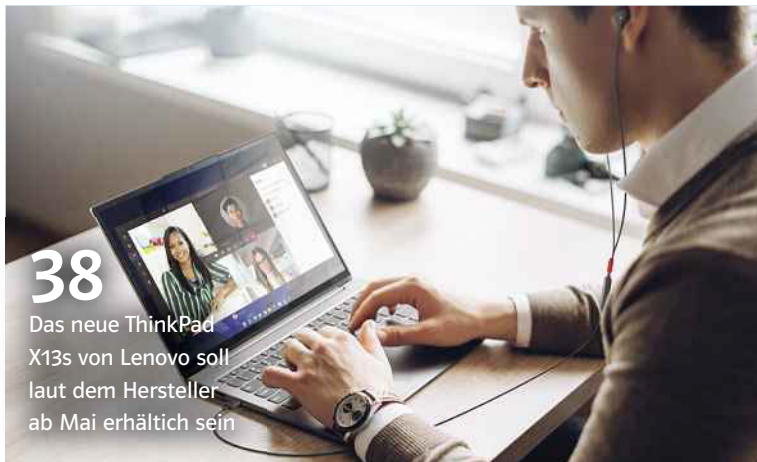 38
Das neue ThinkPad
X13s von Lenovo soll
laut dem Hersteller
ab Mai erhältich sein